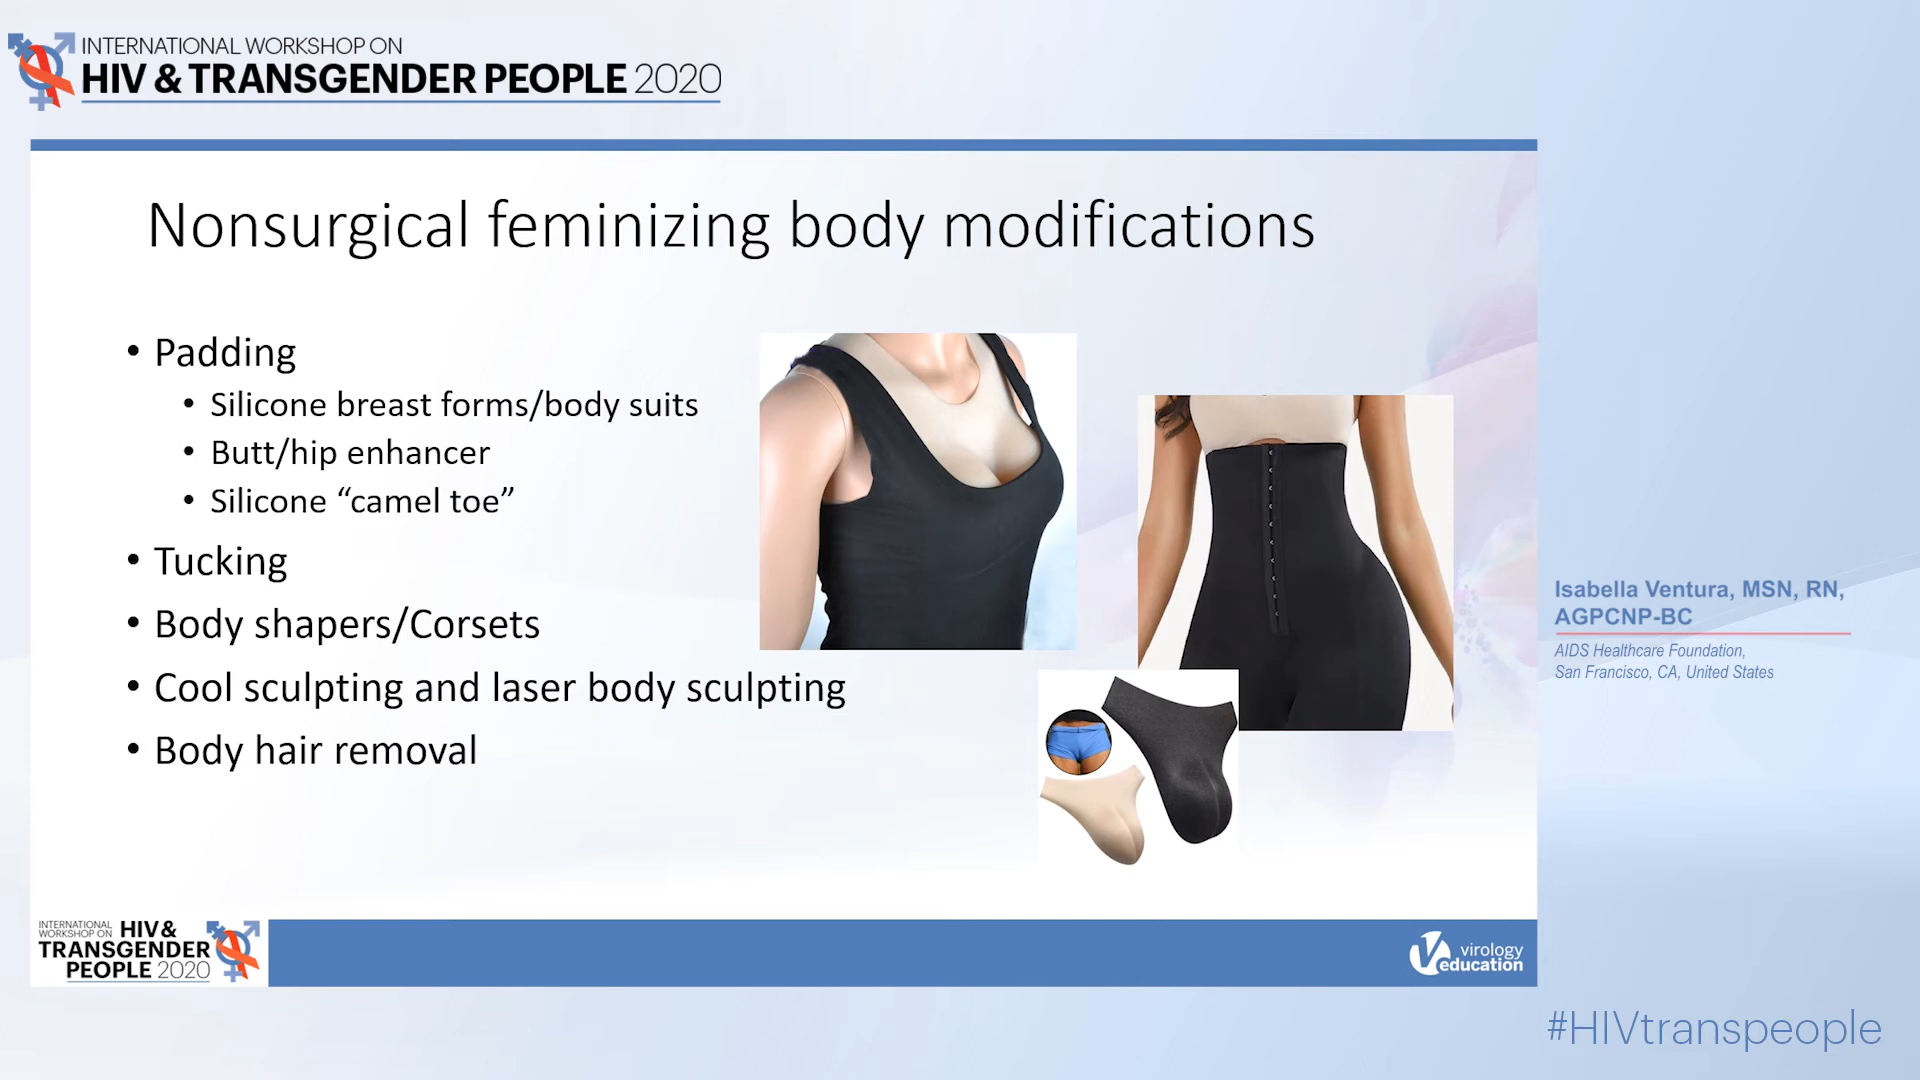 INTERNATIONAL WORKSHOP ON
HIV & TRANSGENDER PEOPLE 2020
Nonsurgical feminizing body modifications
• Padding
• Silicone breast forms/body suits
• Butt/hip enhancer
• Silicone “camel toe”
• Tucking
• Body shapers/Corsets
• Cool sculpting and laser body sculpting
• Body hair removal
Isabella Ventura, MSN, RN,
AGPCNP-BC
AIDS Healthcare Foundation,
San Francisco, CA, United States
INTERNATIONAL
WORKSHOP ON HIV &
TRANSGENDER
PEOPLE 2020
virology
education
#HIVtranspeople